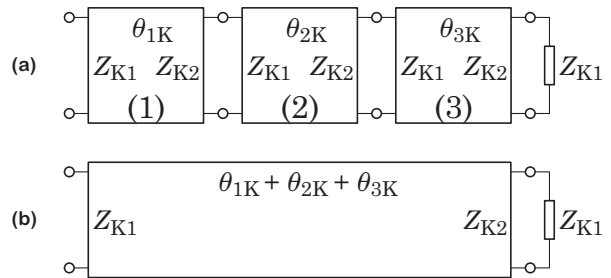 θ1K θ2K θ3K
(a) ZK1 ZK2 ZK1 ZK2 ZK1 ZK2 ZK1
(1) (2) (3)
θ1K + θ2K + θ3K
(b) ZK1 ZK2 ZK1